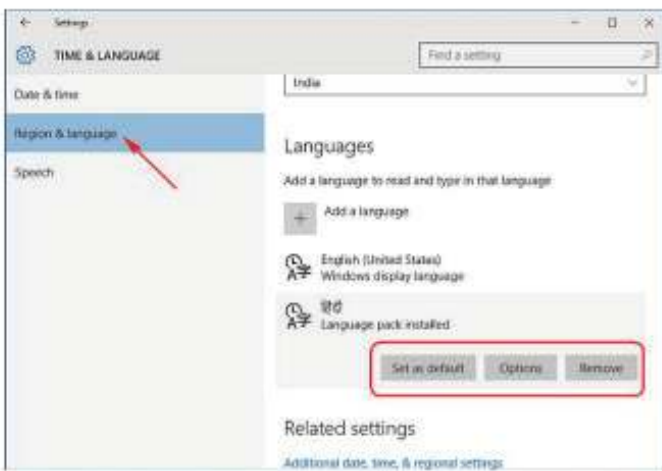 Settings
TIME & LANGUAGE
Find a setting
Date & time
Region & language
Speech
India
Languages
Add a language to read and type in that language
Add a language
English (United States)
Windows display language
हिंदी
Language pack installed
Set as default Options Remove
Related settings
Additional date, time, & regional settings